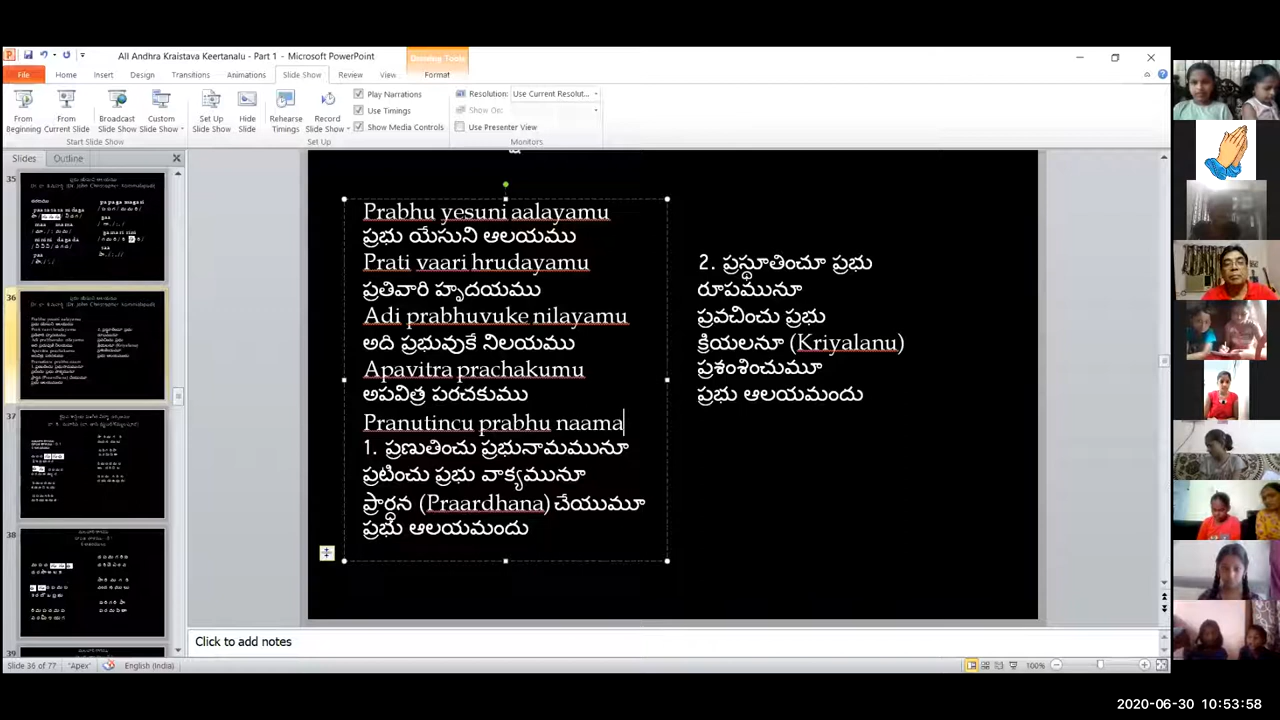 All Andhra Kraistava Keertanalu - Part 1 - Microsoft PowerPoint
Drawing Tools
File Home Insert Design Transitions Animations Slide Show Review View Format
From Beginning
From Current Slide
Broadcast Slide Show
Custom Slide Show
Start Slide Show
Set Up Slide Show
Hide Slide
Rehearse Timings
Record Slide Show
Play Narrations
Use Timings
Show Media Controls
Set Up
Resolution: Use Current Resolut...
Show On:
Use Presenter View
Monitors
Slides Outline
35
36
37
38
39
Prabhu yesuni aalayamu
ప్రభు యేసుని ఆలయము
Prati vaari hrudayamu
ప్రతివారి హృదయము
Adi prabhuvuke nilayamu
అది ప్రభువుకే నిలయము
Apavitra prachakumu
అపవిత్ర పరచకుము
Pranutincu prabhu naama
1. ప్రణుతించు ప్రభునామమునూ
ప్రటించు ప్రభు వాక్యమునూ
ప్రార్ధన (Praardhana) చేయుమూ
ప్రభు ఆలయమందు
2. ప్రస్థూతించూ ప్రభు
రూపమునూ
ప్రవచించు ప్రభు
క్రియలనూ (Kriyalanu)
ప్రశంశించుమూ
ప్రభు ఆలయమందు
Click to add notes
Slide 36 of 77 "Apex" English (India) 100%
2020-06-30 10:53:58